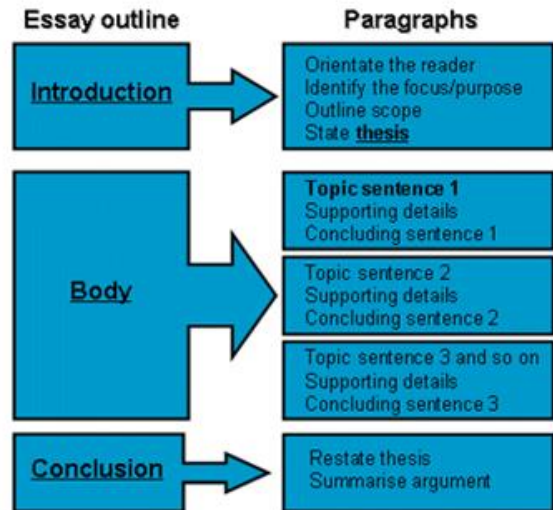 Essay outline
Paragraphs
Introduction
Orientate the reader
Identify the focus/purpose
Outline scope
State thesis
Body
Topic sentence 1
Supporting details
Concluding sentence 1
Topic sentence 2
Supporting details
Concluding sentence 2
Topic sentence 3 and so on
Supporting details
Concluding sentence 3
Conclusion
Restate thesis
Summarise argument